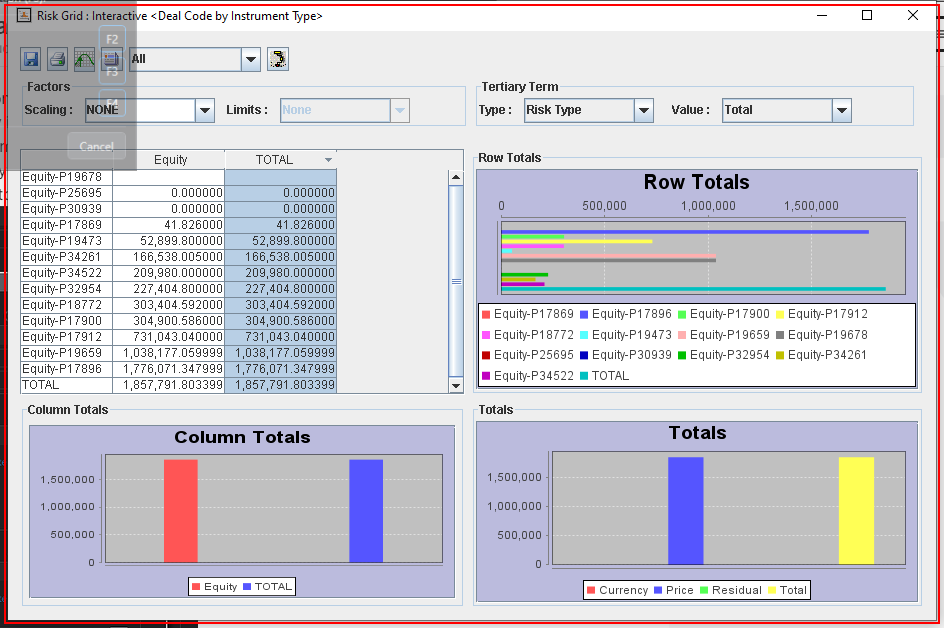 Risk Grid : Interactive <Deal Code by Instrument Type>
F2
All
F3
Factors
Tertiary Term
Scaling : NONE Limits : None
Type : Risk Type Value : Total
Cancel
Equity TOTAL
Equity-P19678
Equity-P25695 0.000000 0.000000
Equity-P30939 0.000000 0.000000
Equity-P17869 41.826000 41.826000
Equity-P19473 52,899.800000 52,899.800000
Equity-P34261 166,538.005000 166,538.005000
Equity-P34522 209,980.000000 209,980.000000
Equity-P32954 227,404.800000 227,404.800000
Equity-P18772 303,404.592000 303,404.592000
Equity-P17900 304,900.586000 304,900.586000
Equity-P17912 731,043.040000 731,043.040000
Equity-P19659 1,038,177.059999 1,038,177.059999
Equity-P17896 1,776,071.347999 1,776,071.347999
TOTAL 1,857,791.803399 1,857,791.803399
Row Totals
Row Totals
0 500,000 1,000,000 1,500,000
Equity-P17869 Equity-P17896 Equity-P17900 Equity-P17912
Equity-P18772 Equity-P19473 Equity-P19659 Equity-P19678
Equity-P25695 Equity-P30939 Equity-P32954 Equity-P34261
Equity-P34522 TOTAL
Column Totals
Column Totals
1,500,000
1,000,000
500,000
0
Equity TOTAL
Totals
Totals
1,500,000
1,000,000
500,000
0
Currency Price Residual Total